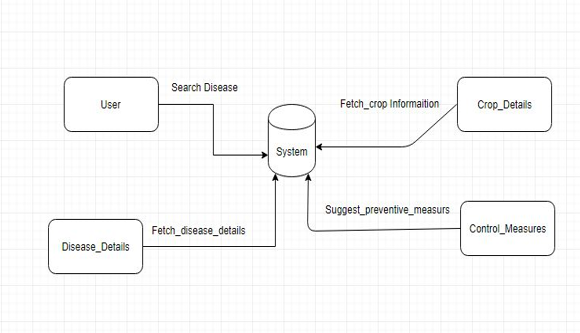 Search Disease
User
Fetch_crop Informaition
Crop_Details
System
Suggest_preventive_measurs
Control_Measures
Fetch_disease_details
Disease_Details